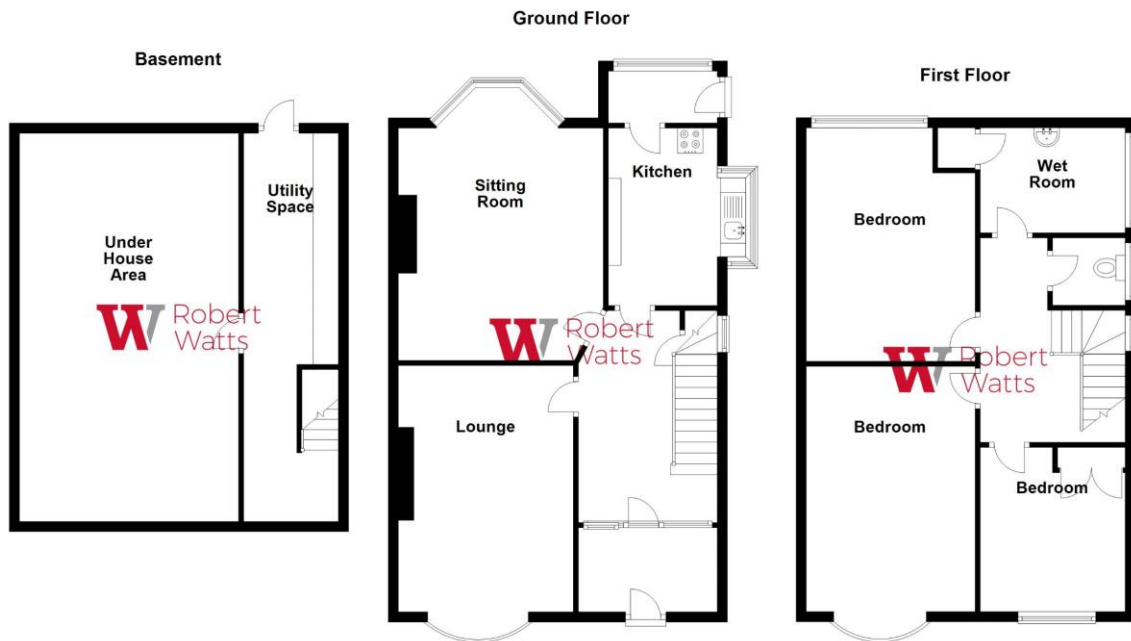 Ground Floor
Basement
First Floor
Utility
Space
Under
House
Area
W Robert
Watts
Sitting
Room
Kitchen
W Robert
Watts
Lounge
Wet
Room
Bedroom
W Robert
Watts
Bedroom
Bedroom